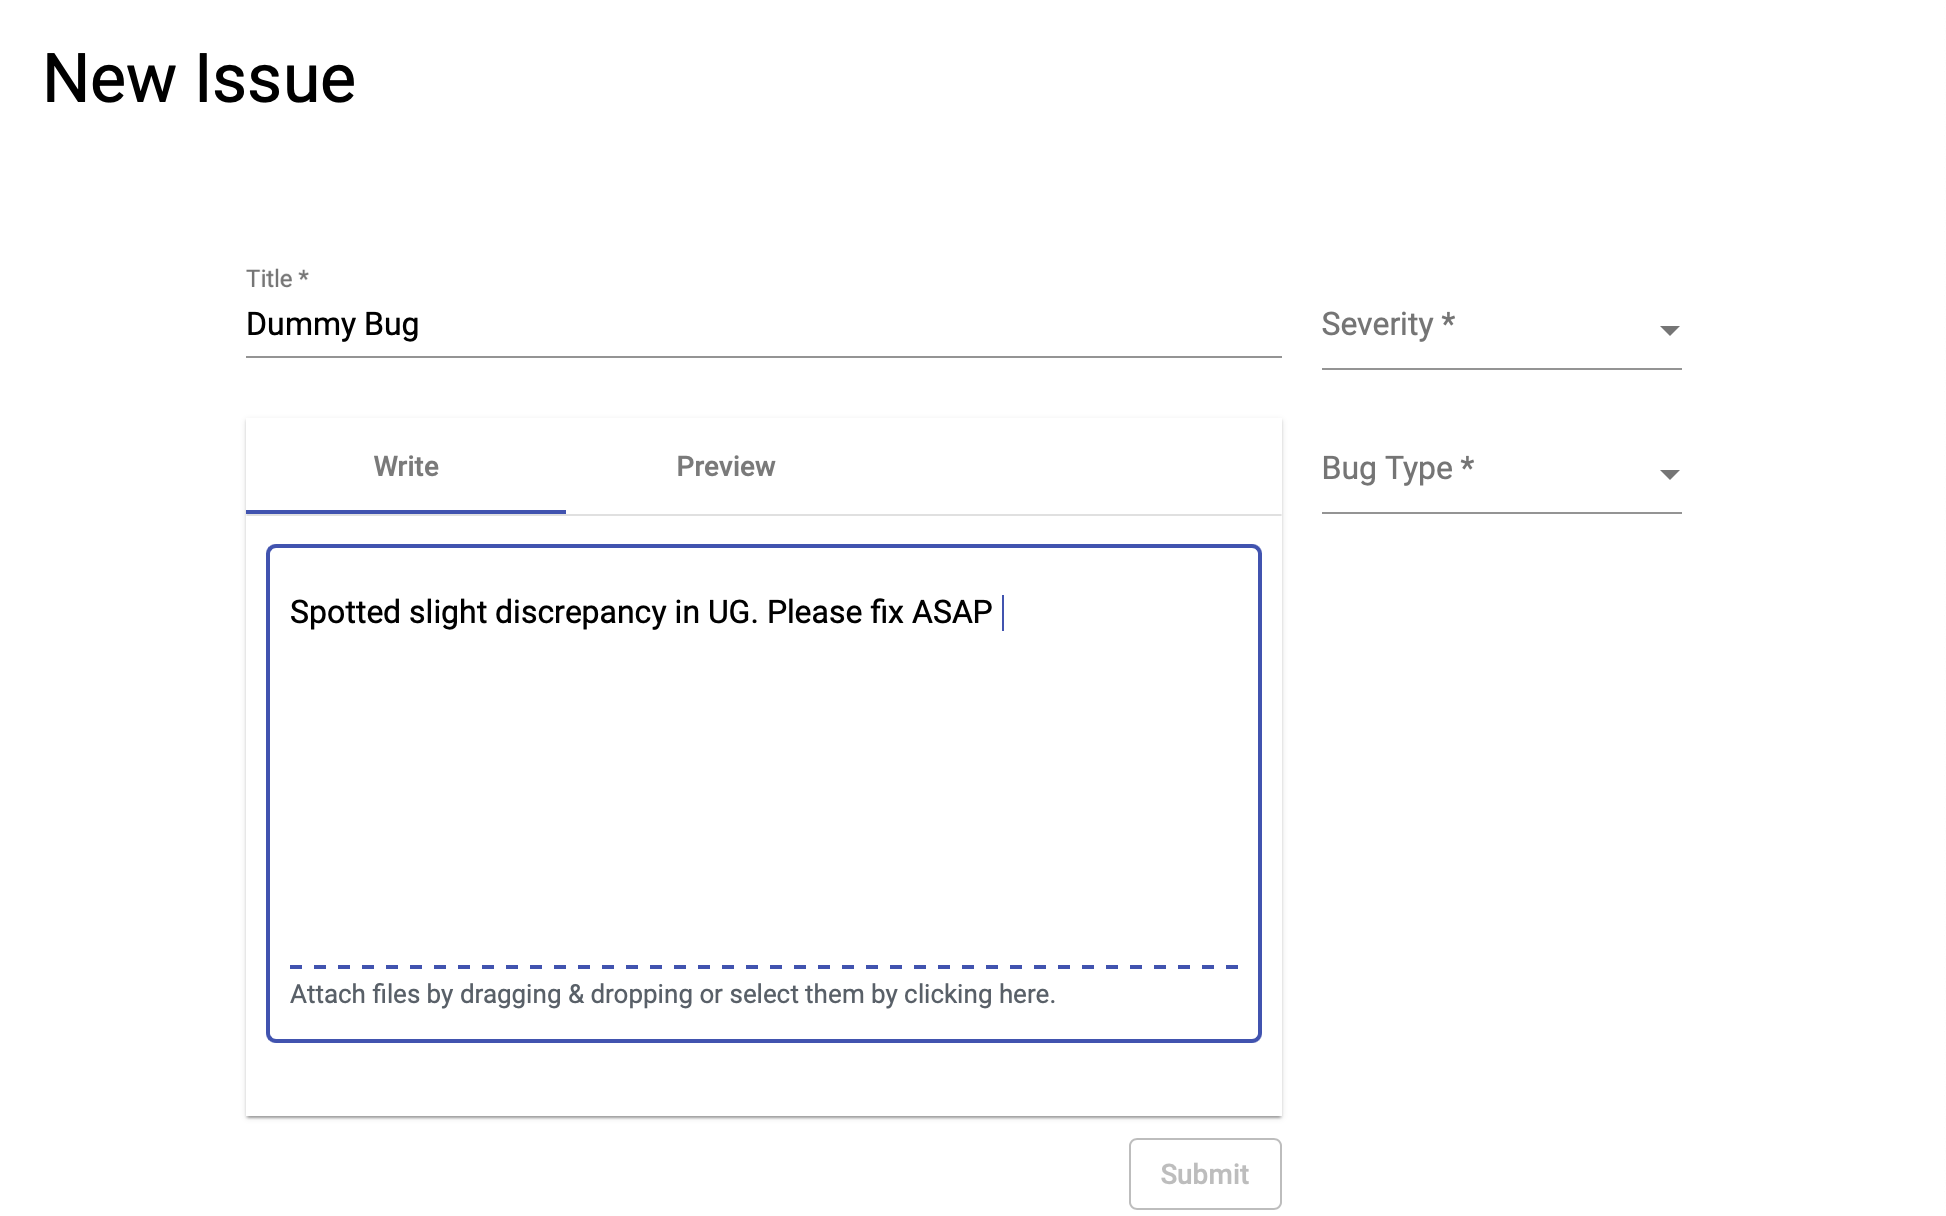 New Issue
Title *
Dummy Bug
Severity *
Write Preview
Bug Type *
Spotted slight discrepancy in UG. Please fix ASAP
Attach files by dragging & dropping or select them by clicking here.
Submit